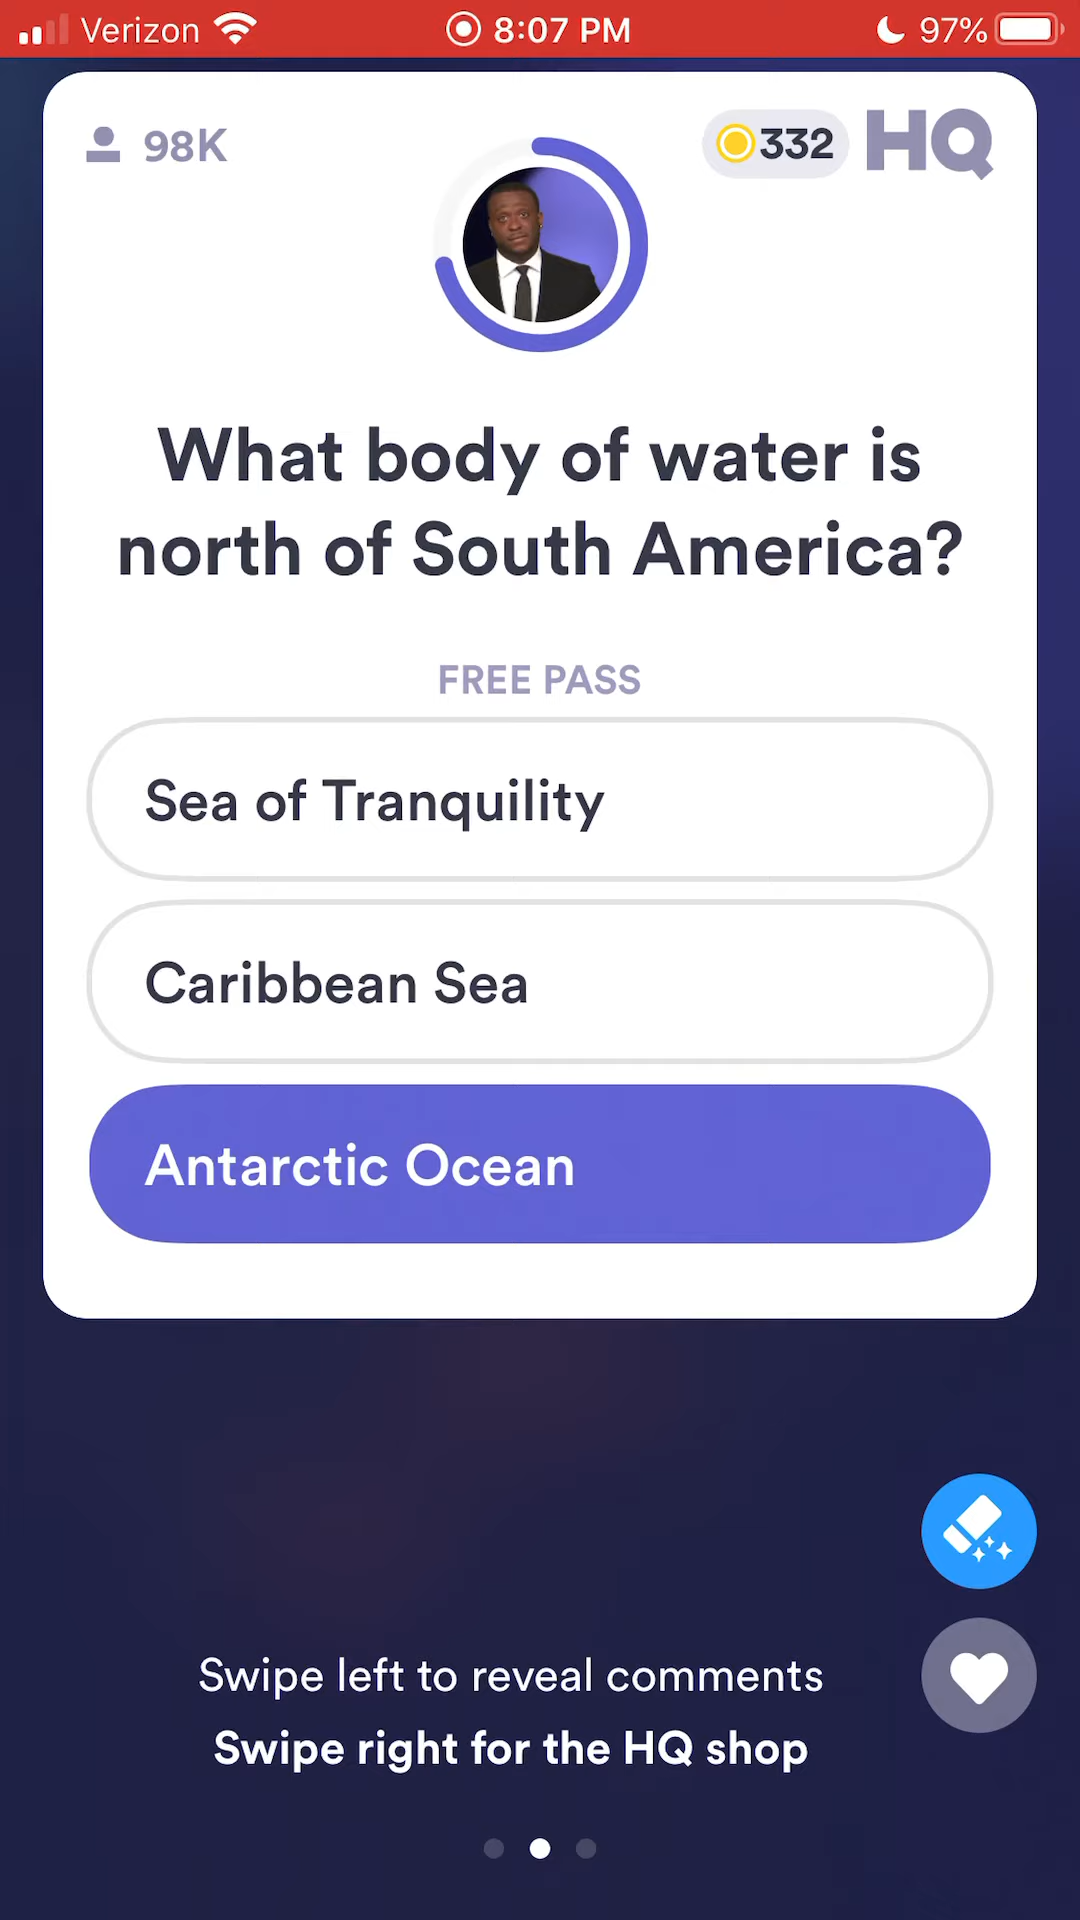 Verizon 8:07 PM 97%
98K 332 HQ
What body of water is
north of South America?
FREE PASS
Sea of Tranquility
Caribbean Sea
Antarctic Ocean
Swipe left to reveal comments
Swipe right for the HQ shop